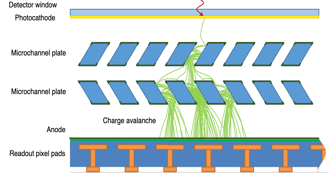 Detector window
Photocathode
Microchannel plate
Microchannel plate
Charge avalanche
Anode
Readout pixel pads